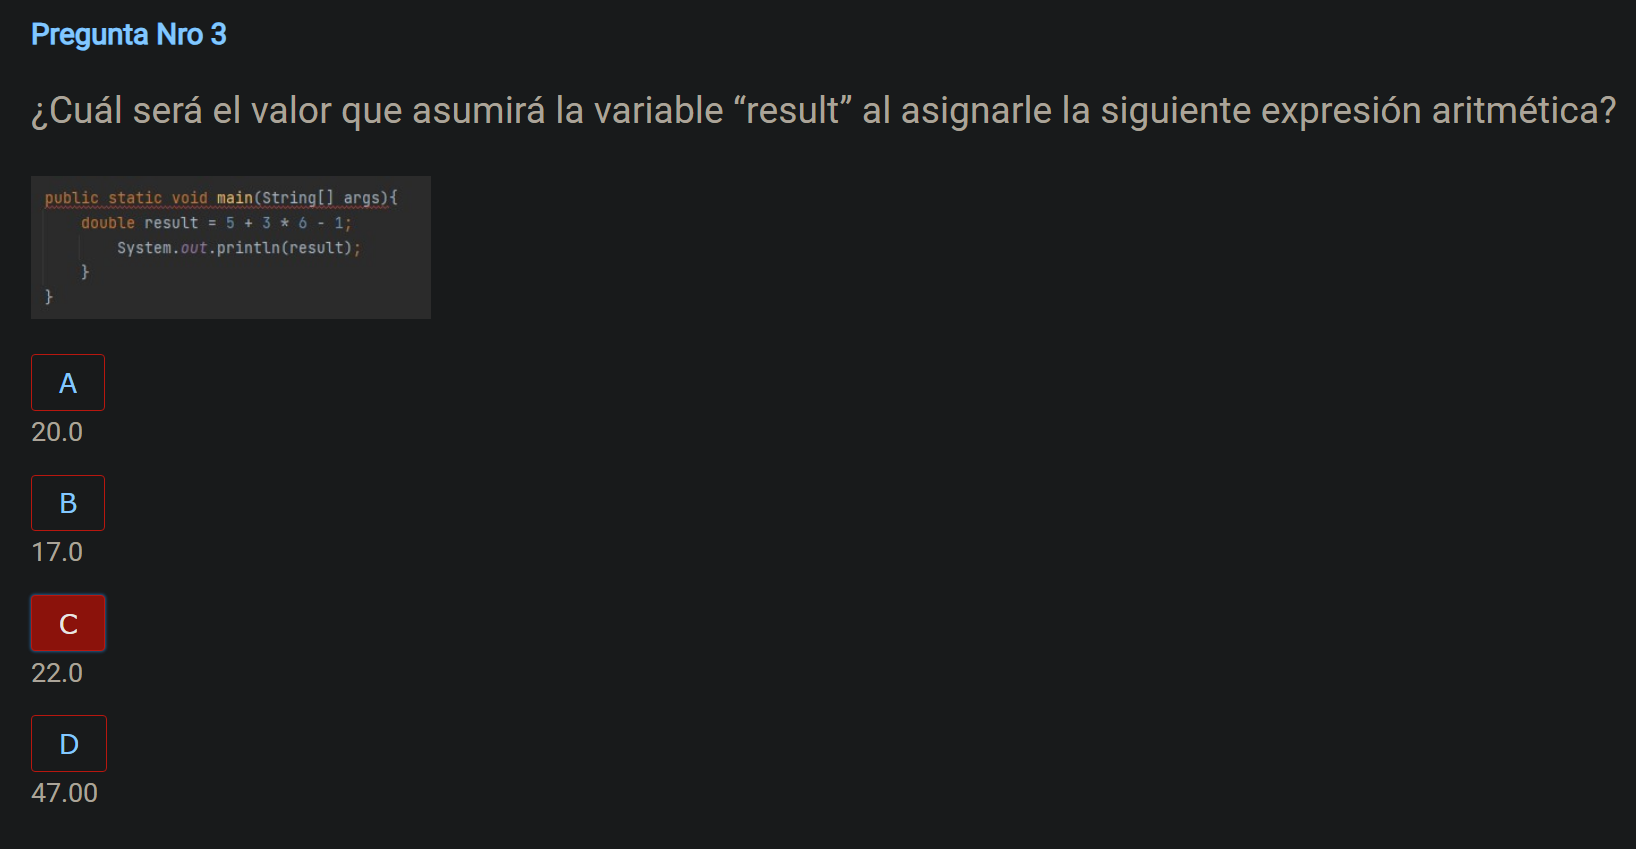 Pregunta Nro 3
¿Cuál será el valor que asumirá la variable “result” al asignarle la siguiente expresión aritmética?
public static void main(String[] args){
double result = 5 + 3 * 6 - 1;
System.out.println(result);
}
}
A
20.0
B
17.0
C
22.0
D
47.00